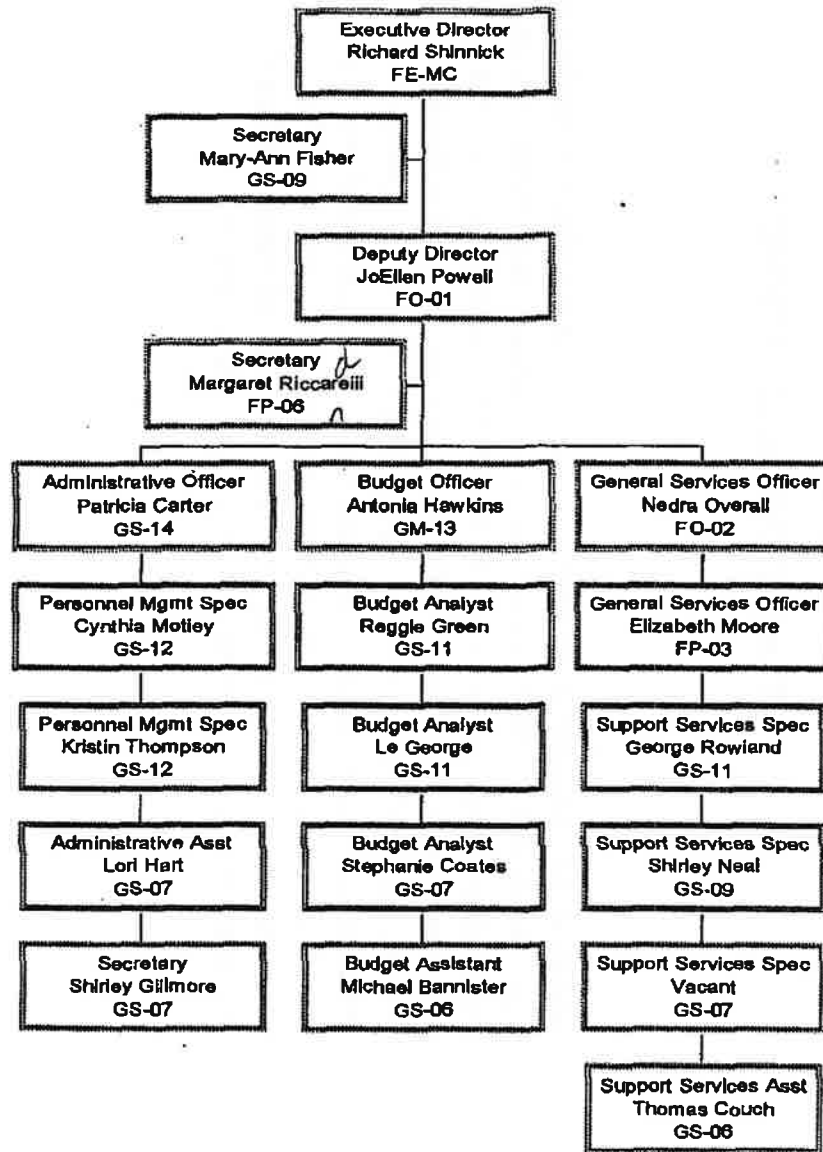 Executive Director
Richard Shinnick
FE-MC
Secretary
Mary-Ann Fisher
GS-09
Deputy Director
JoEllen Powell
FO-01
Secretary
Margaret Riccareiii
FP-06
Administrative Officer
Patricia Carter
GS-14
Budget Officer
Antonia Hawkins
GM-13
General Services Officer
Nedra Overall
FO-02
Personnel Mgmt Spec
Cynthia Motley
GS-12
Budget Analyst
Reggie Green
GS-11
General Services Officer
Elizabeth Moore
FP-03
Personnel Mgmt Spec
Kristin Thompson
GS-12
Budget Analyst
Le George
GS-11
Support Services Spec
George Rowland
GS-11
Administrative Asst
Lori Hart
GS-07
Budget Analyst
Stephanie Coates
GS-07
Support Services Spec
Shirley Neal
GS-09
Secretary
Shirley Gillmore
GS-07
Budget Assistant
Michael Bannister
GS-06
Support Services Spec
Vacant
GS-07
Support Services Asst
Thomas Couch
GS-06